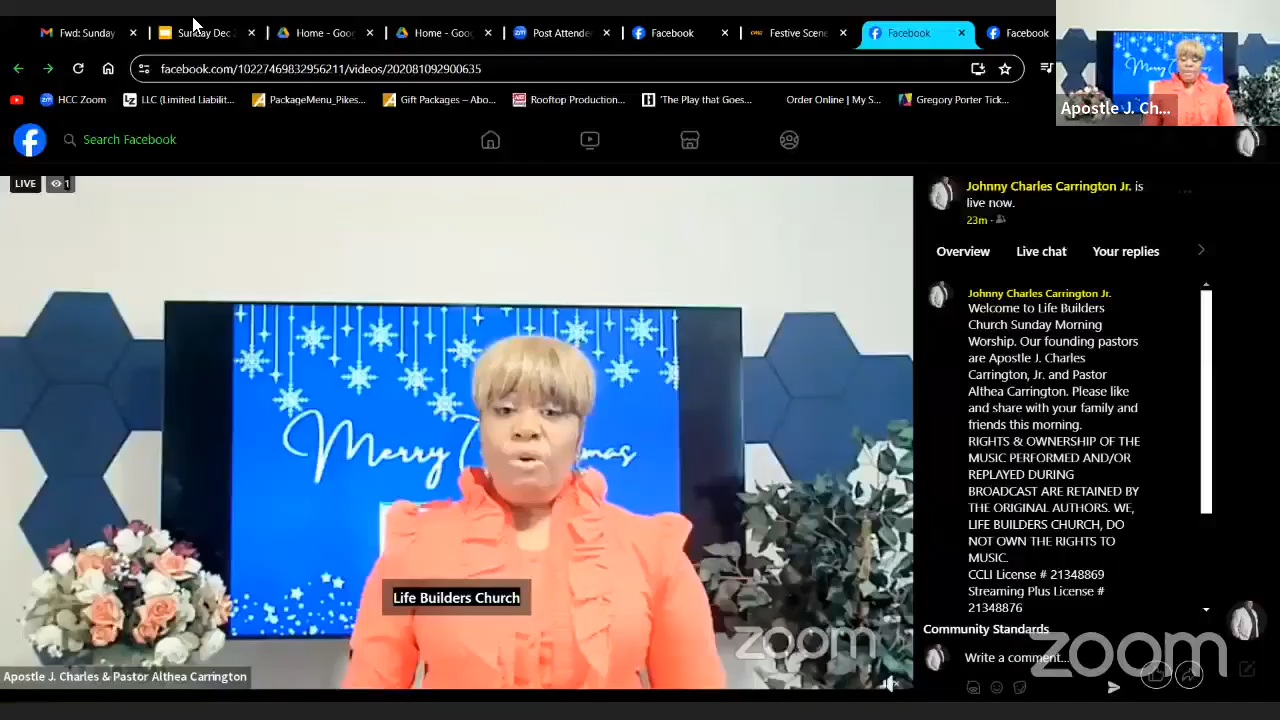 Fwd: Sunday
Sunday Dec
Home - Goo
Home - Goo
Post Attende
Facebook
Festive Scene
Facebook
Facebook
facebook.com/10227469832956211/videos/202081092900635
HCC Zoom
LLC (Limited Liabilit...
PackageMenu_Pikes...
Gift Packages – Abo...
Rooftop Production...
'The Play that Goes...
Order Online | My S...
Gregory Porter Tick...
Apostle J. Ch...
Search Facebook
LIVE 1
Merry
mas
Life Builders Church
zoom
Apostle J. Charles & Pastor Althea Carrington
Johnny Charles Carrington Jr. is
live now.
23m
Overview Live chat Your replies
Johnny Charles Carrington Jr.
Welcome to Life Builders
Church Sunday Morning
Worship. Our founding pastors
are Apostle J. Charles
Carrington, Jr. and Pastor
Althea Carrington. Please like
and share with your family and
friends this morning.
RIGHTS & OWNERSHIP OF THE
MUSIC PERFORMED AND/OR
REPLAYED DURING
BROADCAST ARE RETAINED BY
THE ORIGINAL AUTHORS. WE,
LIFE BUILDERS CHURCH, DO
NOT OWN THE RIGHTS TO
MUSIC.
CCLI License # 21348869
Streaming Plus License #
21348876
Community Standards
Write a comment...
zoom